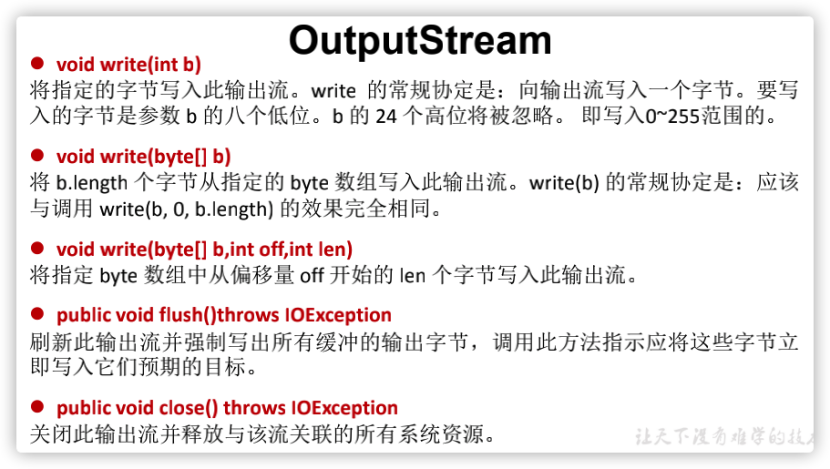 OutputStream
● void write(int b)
将指定的字节写入此输出流。write 的常规协定是：向输出流写入一个字节。要写
入的字节是参数 b 的八个低位。b 的 24 个高位将被忽略。 即写入0~255范围的。
● void write(byte[] b)
将 b.length 个字节从指定的 byte 数组写入此输出流。write(b) 的常规协定是：应该
与调用 write(b, 0, b.length) 的效果完全相同。
● void write(byte[] b,int off,int len)
将指定 byte 数组中从偏移量 off 开始的 len 个字节写入此输出流。
● public void flush()throws IOException
刷新此输出流并强制写出所有缓冲的输出字节，调用此方法指示应将这些字节立
即写入它们预期的目标。
● public void close() throws IOException
关闭此输出流并释放与该流关联的所有系统资源。
让天下没有难学的技